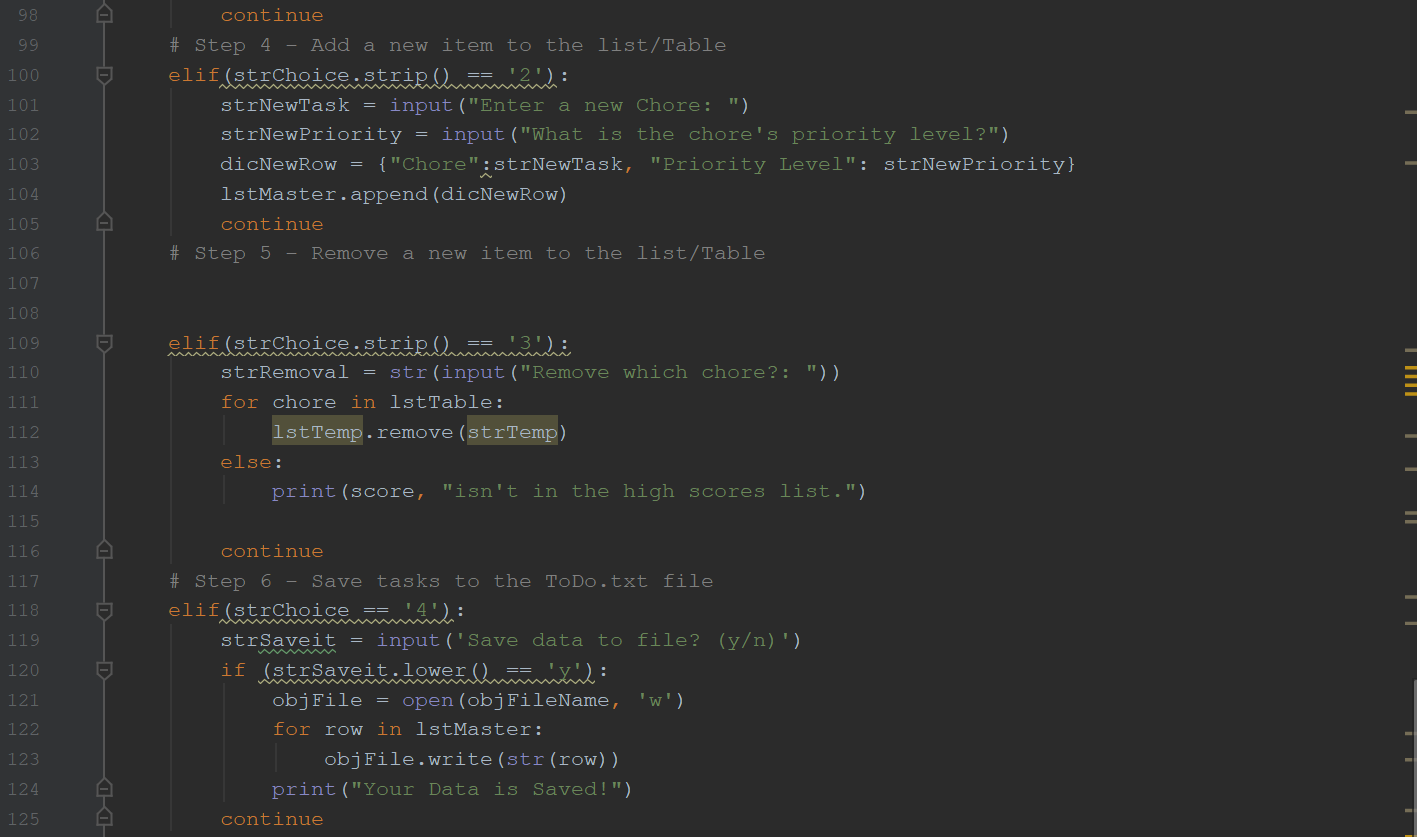 98 continue
99 # Step 4 - Add a new item to the list/Table
100 elif(strChoice.strip() == '2'):
101 strNewTask = input("Enter a new Chore: ")
102 strNewPriority = input("What is the chore's priority level?")
103 dicNewRow = {"Chore":strNewTask, "Priority Level": strNewPriority}
104 lstMaster.append(dicNewRow)
105 continue
106 # Step 5 - Remove a new item to the list/Table
107
108
109 elif(strChoice.strip() == '3'):
110 strRemoval = str(input("Remove which chore?: "))
111 for chore in lstTable:
112 lstTemp.remove(strTemp)
113 else:
114 print(score, "isn't in the high scores list.")
115
116 continue
117 # Step 6 - Save tasks to the ToDo.txt file
118 elif(strChoice == '4'):
119 strSaveit = input('Save data to file? (y/n)')
120 if (strSaveit.lower() == 'y'):
121 objFile = open(objFileName, 'w')
122 for row in lstMaster:
123 objFile.write(str(row))
124 print("Your Data is Saved!")
125 continue